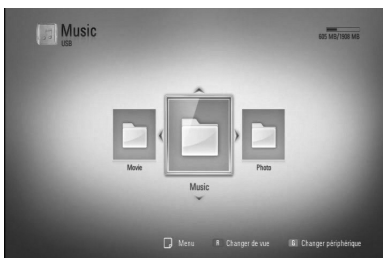 Music
USB
605 MB/1908 MB
Movie
Music
Photo
Menu
R Changer de vue
G Changer périphérique